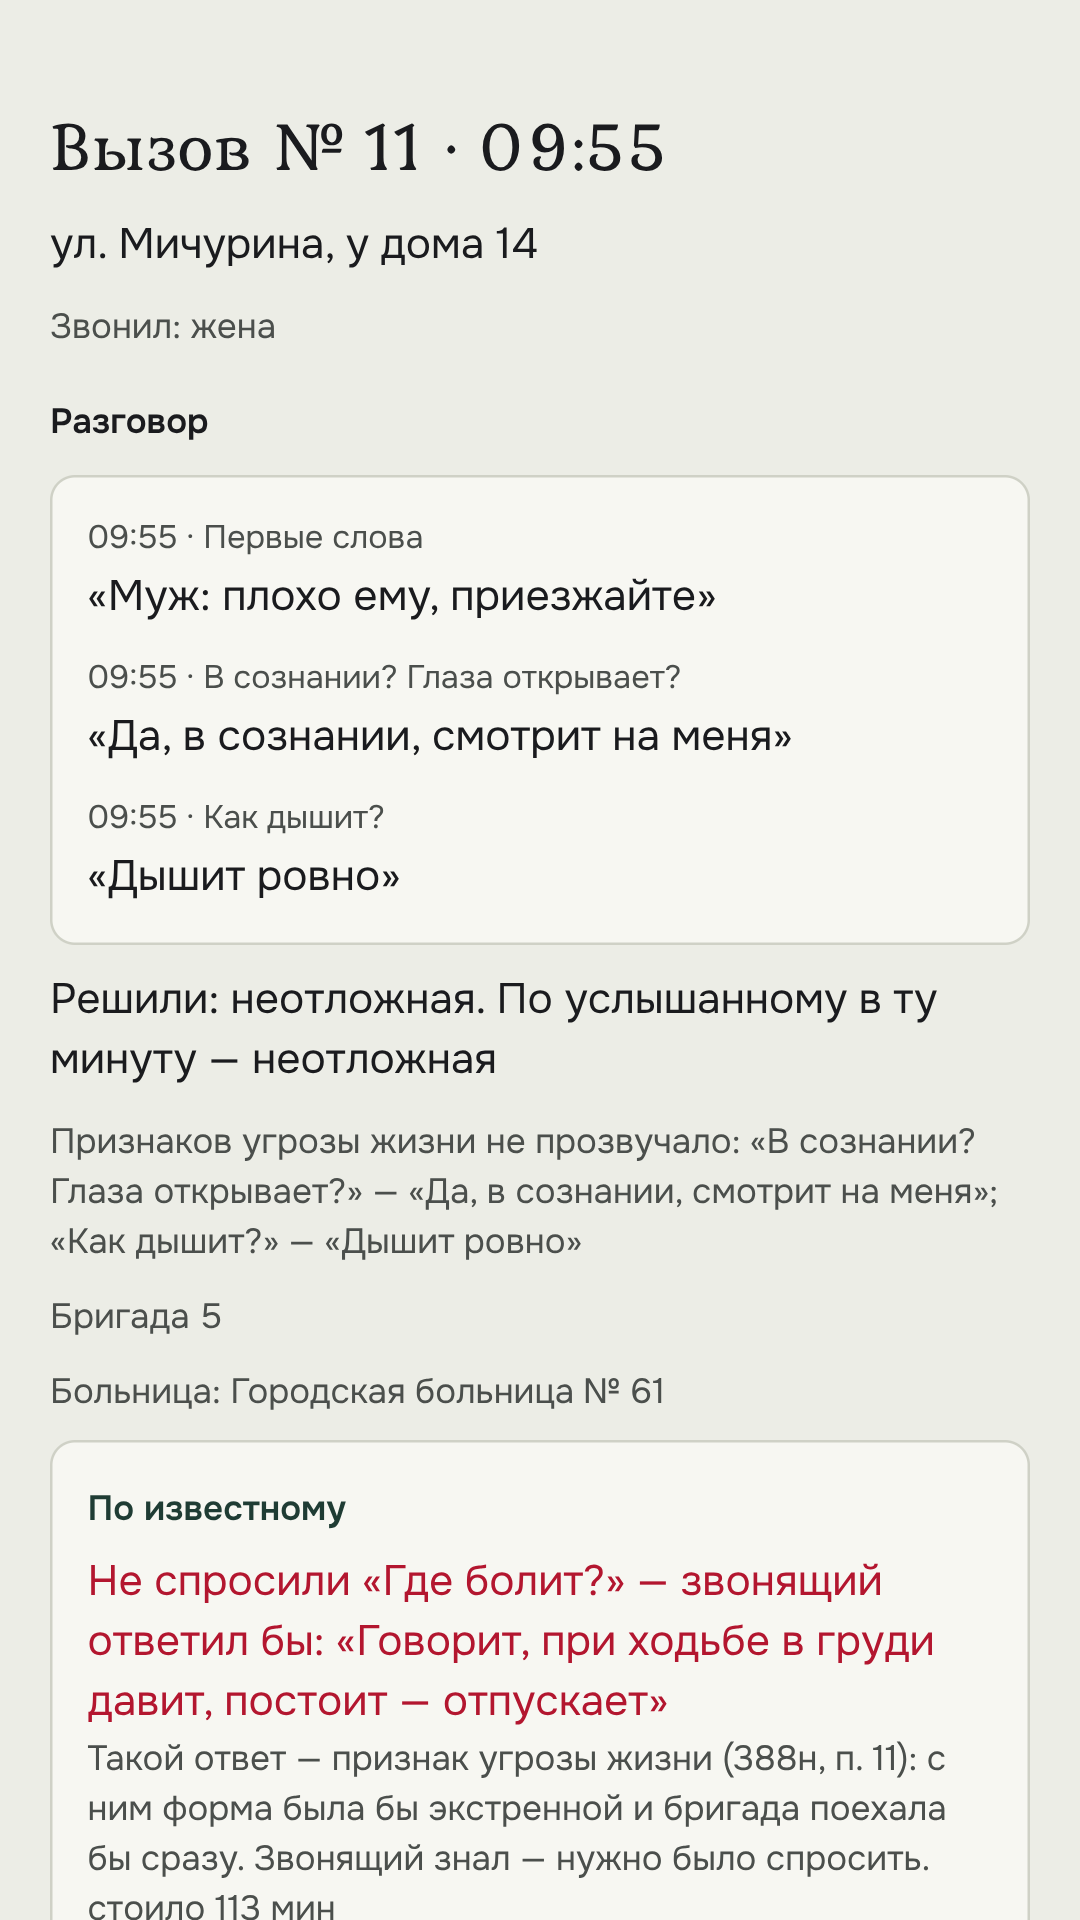 Вызов № 11 · 09:55
ул. Мичурина, у дома 14
Звонил: жена
Разговор
09:55 · Первые слова
«Муж: плохо ему, приезжайте»
09:55 · В сознании? Глаза открывает?
«Да, в сознании, смотрит на меня»
09:55 · Как дышит?
«Дышит ровно»
Решили: неотложная. По услышанному в ту
минуту — неотложная
Признаков угрозы жизни не прозвучало: «В сознании?
Глаза открывает?» — «Да, в сознании, смотрит на меня»;
«Как дышит?» — «Дышит ровно»
Бригада 5
Больница: Городская больница № 61
По известному
Не спросили «Где болит?» — звонящий
ответил бы: «Говорит, при ходьбе в груди
давит, постоит — отпускает»
Такой ответ — признак угрозы жизни (388н, п. 11): с
ним форма была бы экстренной и бригада поехала
бы сразу. Звонящий знал — нужно было спросить.
стоило 113 мин